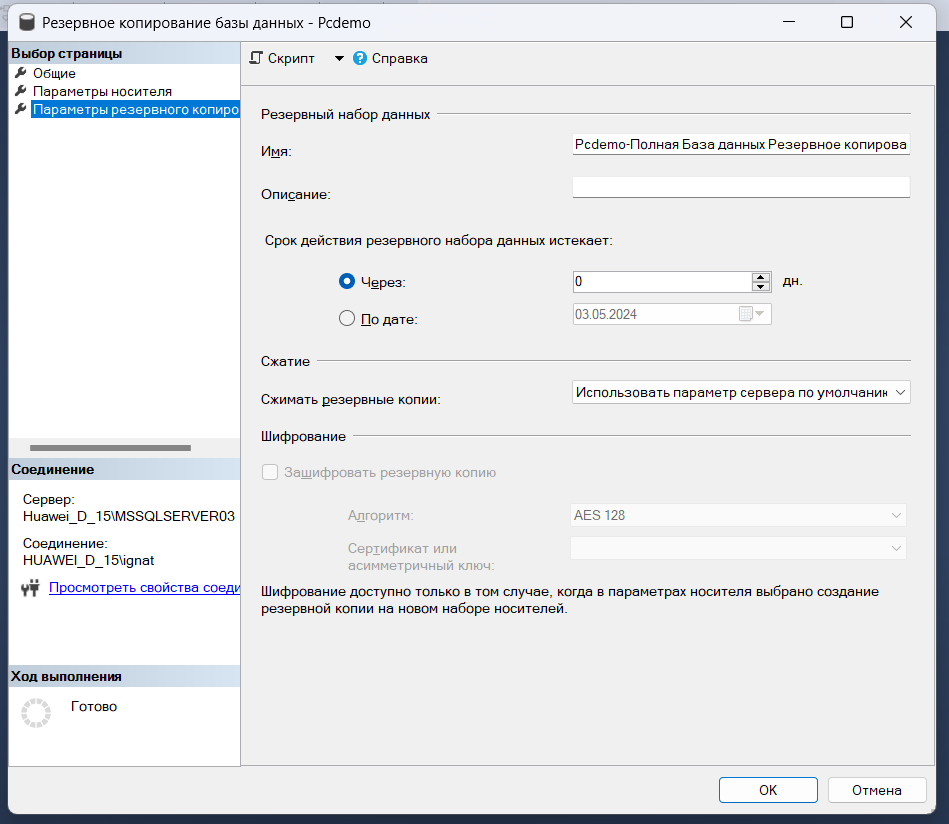 Резервное копирование базы данных - Pcdemo
Выбор страницы
Общие
Параметры носителя
Параметры резервного копиро
Скрипт
Справка
Резервный набор данных
Имя:
Pcdemo-Полная База данных Резервное копирова
Описание:
Срок действия резервного набора данных истекает:
Через:
0
дн.
По дате:
03.05.2024
Сжатие
Сжимать резервные копии:
Использовать параметр сервера по умолчанию
Шифрование
Зашифровать резервную копию
Алгоритм:
AES 128
Сертификат или
асимметричный ключ:
Шифрование доступно только в том случае, когда в параметрах носителя выбрано создание
резервной копии на новом наборе носителей.
Соединение
Сервер:
Huawei_D_15\MSSQLSERVER03
Соединение:
HUAWEI_D_15\ignat
Просмотреть свойства соеди
Ход выполнения
Готово
OK
Отмена